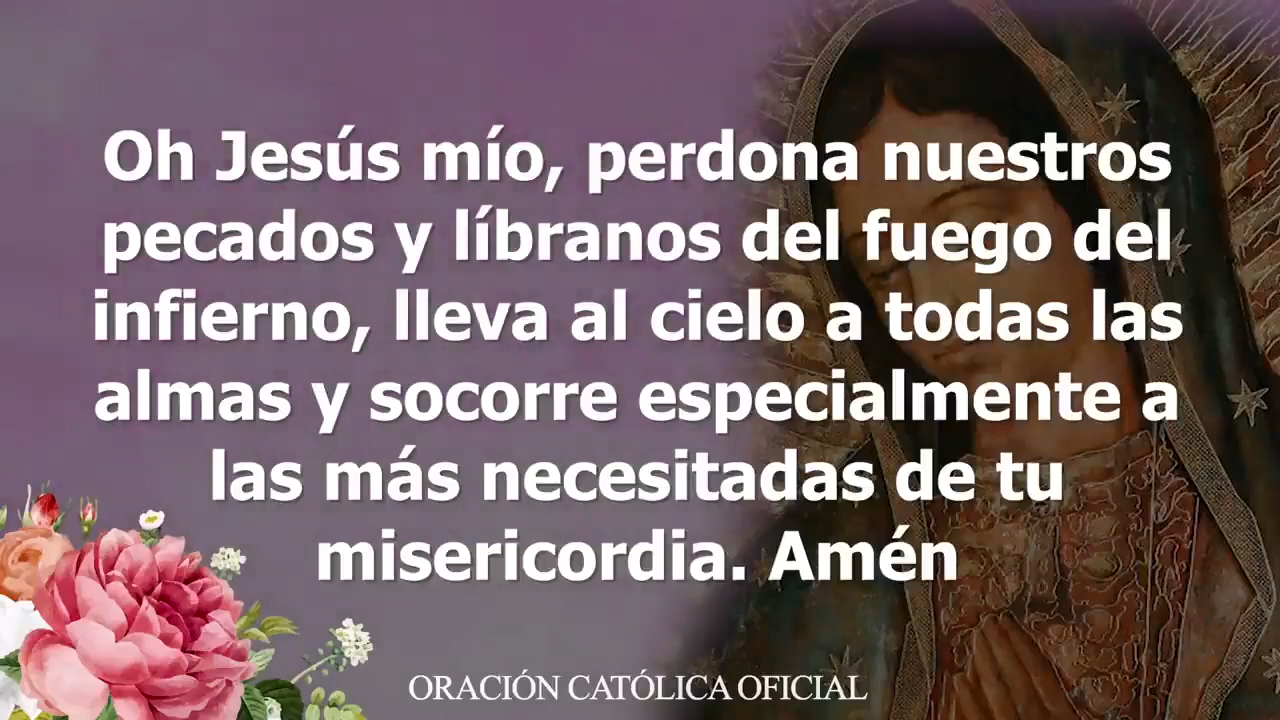 Oh Jesús mío, perdona nuestros
pecados y líbranos del fuego del
infierno, lleva al cielo a todas las
almas y socorre especialmente a
las más necesitadas de tu
misericordia. Amén
ORACIÓN CATÓLICA OFICIAL